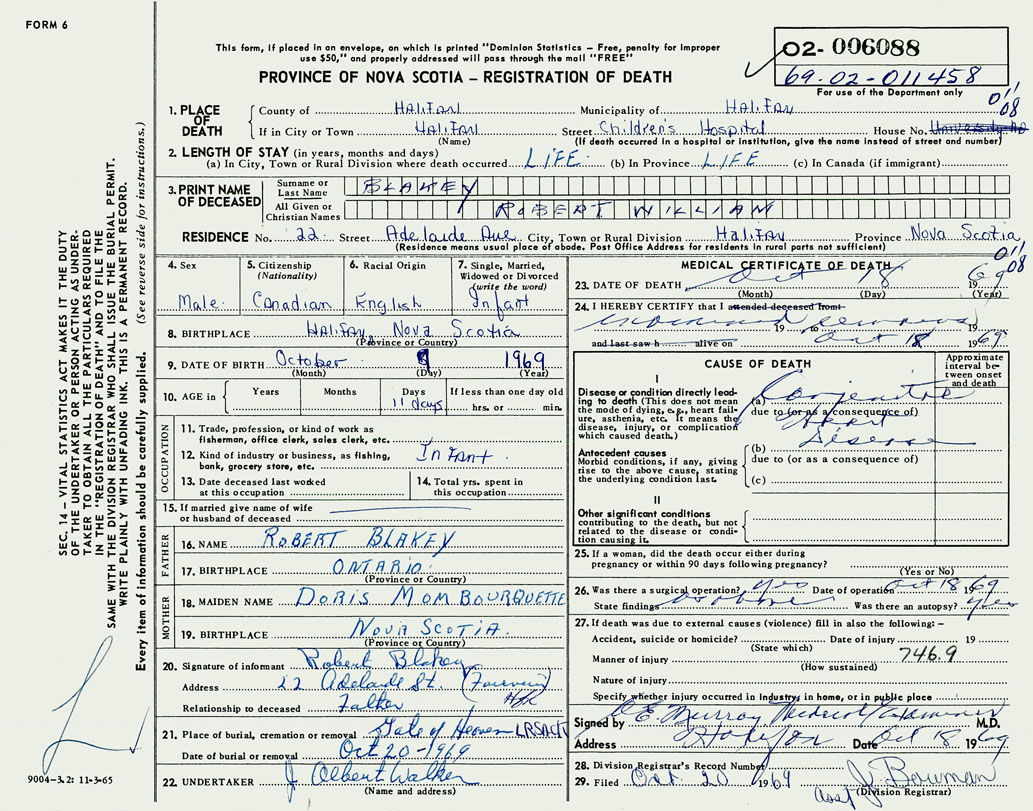 FORM 6
This form, if placed in an envelope, on which is printed "Dominion Statistics – Free, penalty for improper
use $50," and properly addressed will pass through the mail "FREE"
PROVINCE OF NOVA SCOTIA – REGISTRATION OF DEATH
02- 006088
69-02-011458
For use of the Department only
011
08
1. PLACE OF DEATH
County of Halifax Municipality of Halifax
If in City or Town Halifax Street Children's Hospital House No. University Ave
(Name) (If death occurred in a hospital or institution, give the name instead of street and number)
2. LENGTH OF STAY (in years, months and days)
(a) In City, Town or Rural Division where death occurred LIFE (b) In Province LIFE (c) In Canada (if immigrant)
3. PRINT NAME OF DECEASED
Surname or Last Name BLAKEY
All Given or Christian Names ROBERT WILLIAM
RESIDENCE No. 22 Street Adelaide Ave City, Town or Rural Division Halifax Province Nova Scotia
(Residence means usual place of abode. Post Office Address for residents in rural parts not sufficient)
011
08
4. Sex Male
5. Citizenship (Nationality) Canadian
6. Racial Origin English
7. Single, Married, Widowed or Divorced (write the word) Infant
8. BIRTHPLACE Halifax, Nova Scotia
(Province or Country)
9. DATE OF BIRTH October 9 1969
(Month) (Day) (Year)
10. AGE in Years Months Days 11 days If less than one day old hrs. or min.
OCCUPATION
11. Trade, profession, or kind of work as
fisherman, office clerk, sales clerk, etc.
12. Kind of industry or business, as fishing,
bank, grocery store, etc. Infant
13. Date deceased last worked
at this occupation
14. Total yrs. spent in
this occupation
15. If married give name of wife
or husband of deceased
FATHER
16. NAME ROBERT BLAKEY
17. BIRTHPLACE ONTARIO
(Province or Country)
MOTHER
18. MAIDEN NAME DORIS MOMBOURQUETTE
19. BIRTHPLACE NOVA SCOTIA.
(Province or Country)
20. Signature of informant Robert Blakey
Address 22 Adelaide St. (Fairview) Hfx
Relationship to deceased Father
21. Place of burial, cremation or removal Gate of Heaven
Date of burial or removal Oct 20-1969
22. UNDERTAKER J Albert Walker
(Name and address)
MEDICAL CERTIFICATE OF DEATH
23. DATE OF DEATH Oct 18 1969
(Month) (Day) (Year)
24. I HEREBY CERTIFY that I attended deceased from
19 to 19
and last saw h alive on Oct 18 1969
CAUSE OF DEATH
Approximate interval between onset and death
I
Disease or condition directly leading to death (This does not mean the mode of dying, e.g., heart failure, asthenia, etc. It means the disease, injury, or complication which caused death.)
(a) Congenital Heart Disease
due to (or as a consequence of)
Antecedent causes
Morbid conditions, if any, giving rise to the above cause, stating the underlying condition last.
(b)
due to (or as a consequence of)
(c)
II
Other significant conditions
contributing to the death, but not related to the disease or condition causing it.
25. If a woman, did the death occur either during
pregnancy or within 90 days following pregnancy?
(Yes or No)
26. Was there a surgical operation? yes Date of operation Oct 18 1969
State findings as above Was there an autopsy? yes
27. If death was due to external causes (violence) fill in also the following: –
Accident, suicide or homicide? Date of injury 19
(State which)
Manner of injury 746.9
(How sustained)
Nature of injury
Specify whether injury occurred in Industry, in home, or in public place
Signed by D E. Murray Medical Examiner M.D.
Address Halifax Date Oct 18 1969
28. Division Registrar's Record Number
29. Filed Oct 20 1969 J. Bowman
Asst (Division Registrar)
SEC. 14 – VITAL STATISTICS ACT MAKES IT THE DUTY
OF THE UNDERTAKER OR PERSON ACTING AS UNDER-
TAKER TO OBTAIN ALL THE PARTICULARS REQUIRED
IN THE "REGISTRATION OF DEATH" AND TO FILE THE
SAME WITH THE DIVISION REGISTRAR WHO SHALL ISSUE THE BURIAL PERMIT.
WRITE PLAINLY WITH UNFADING INK. THIS IS A PERMANENT RECORD.
Every item of information should be carefully supplied. (See reverse side for instructions.)
9004-3.2: 11-3-65